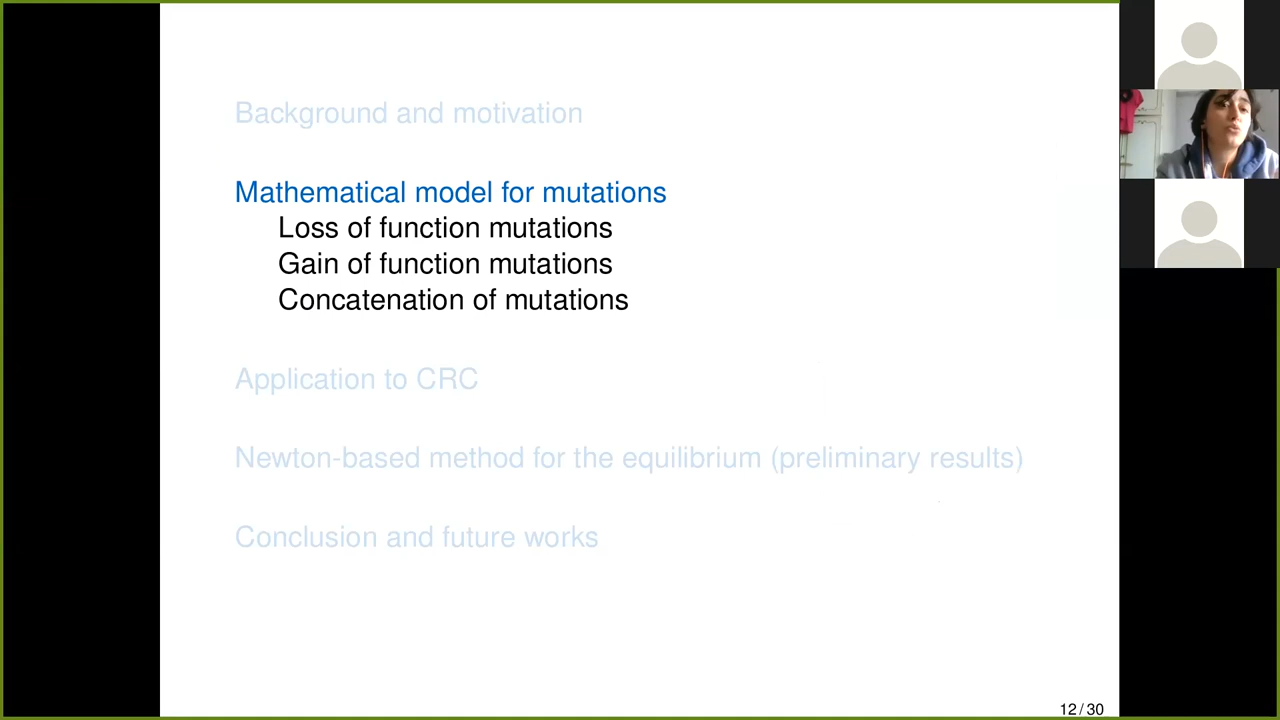 Background and motivation
Mathematical model for mutations
Loss of function mutations
Gain of function mutations
Concatenation of mutations
Application to CRC
Newton-based method for the equilibrium (preliminary results)
Conclusion and future works
12 / 30